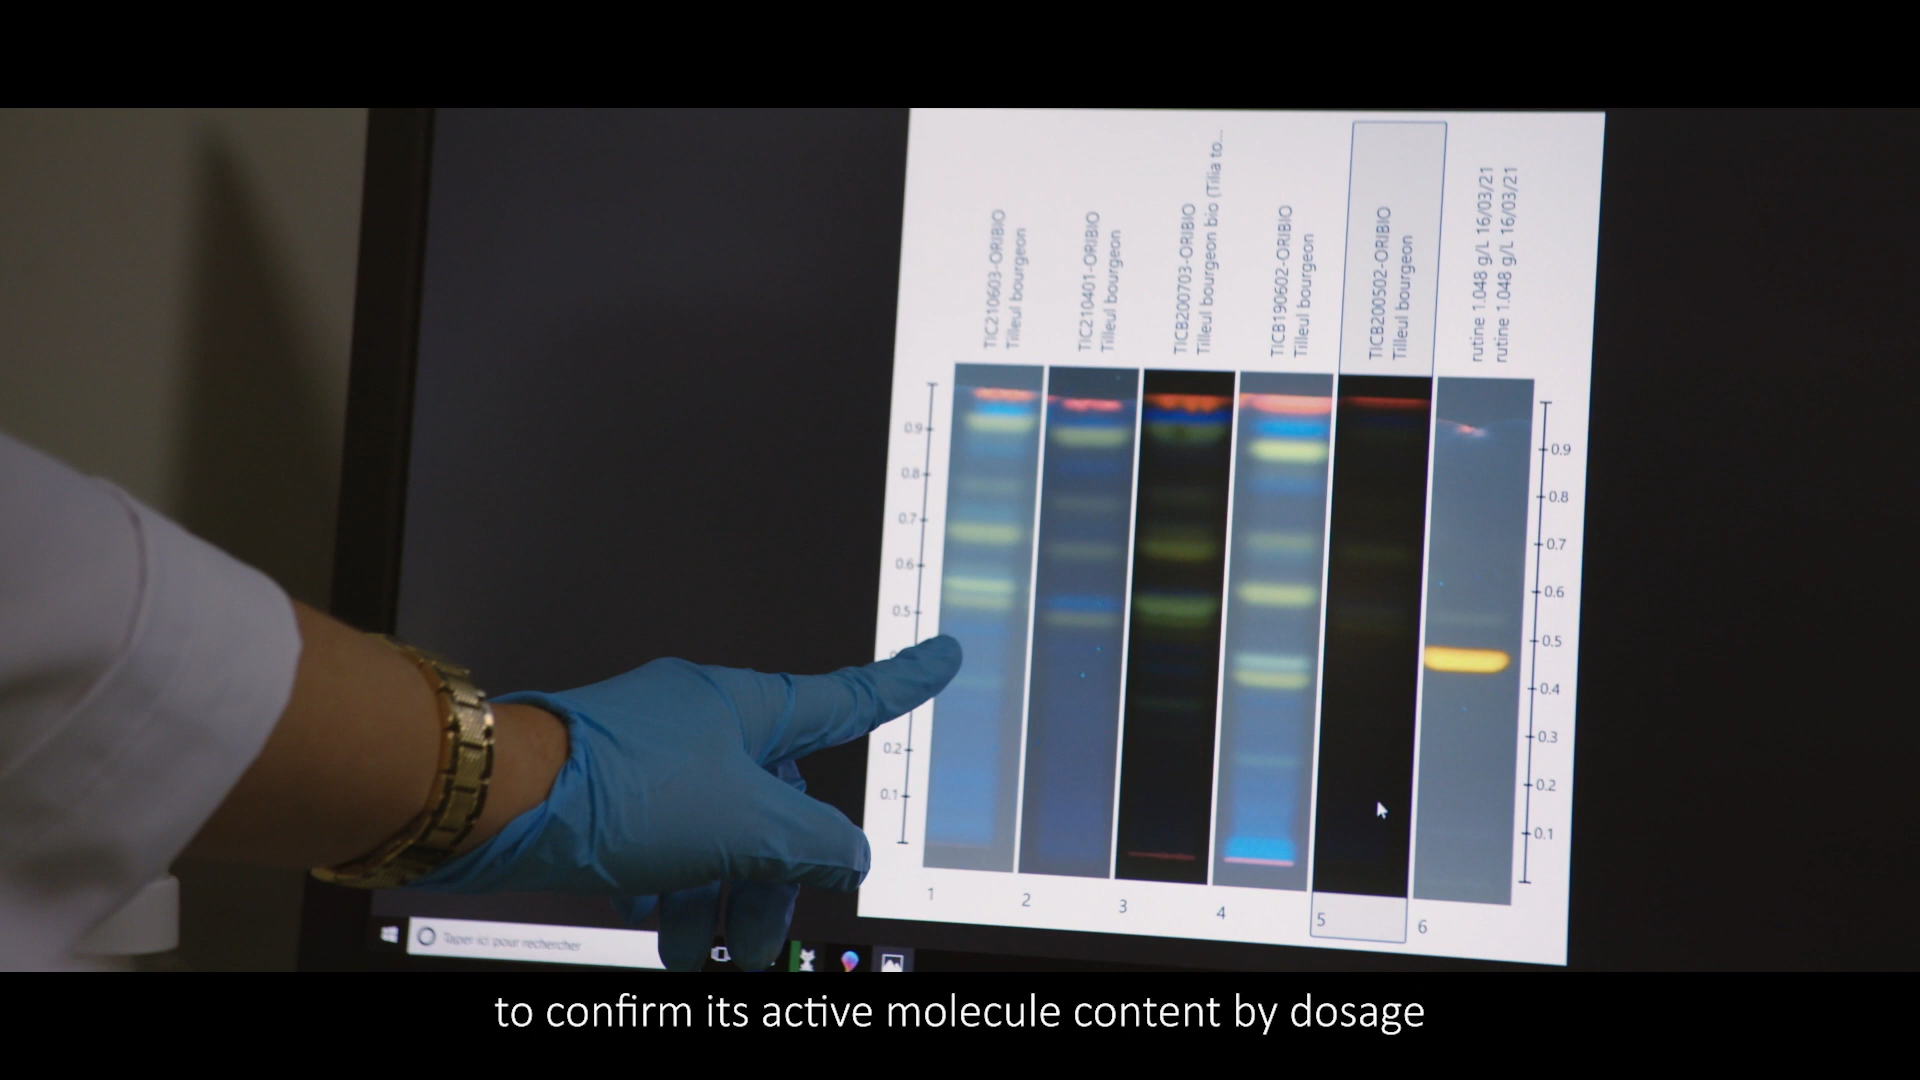 TIC210603-ORIBIO
Tilleul bourgeon
TIC210401-ORIBIO
Tilleul bourgeon
TICB200703-ORIBIO
Tilleul bourgeon bio (Tilia to...
TICB190602-ORIBIO
Tilleul bourgeon
TICB200502-ORIBIO
Tilleul bourgeon
rutine 1.048 g/L 16/03/21
rutine 1.048 g/L 16/03/21
0.9
0.8
0.7
0.6
0.5
0.2
0.1
0.9
0.8
0.7
0.6
0.5
0.4
0.3
0.2
0.1
1
2
3
4
5
6
Taper ici pour rechercher
to confirm its active molecule content by dosage